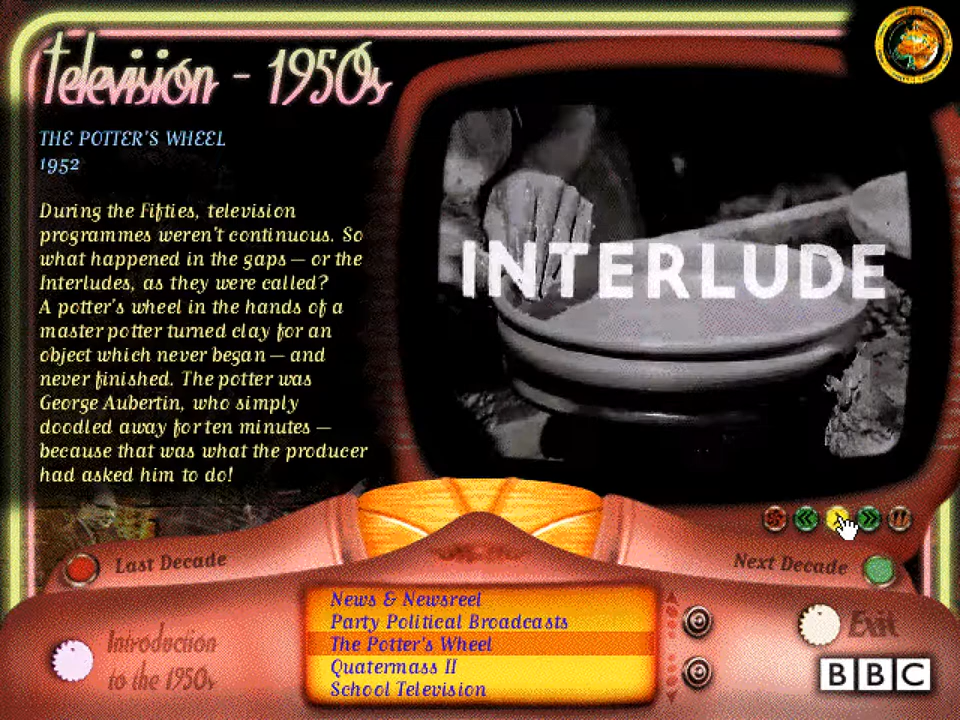 Television - 1950s
THE POTTER'S WHEEL
1952
During the Fifties, television
programmes weren't continuous. So
what happened in the gaps — or the
Interludes, as they were called?
A potter's wheel in the hands of a
master potter turned clay for an
object which never began — and
never finished. The potter was
George Aubertin, who simply
doodled away for ten minutes —
because that was what the producer
had asked him to do!
INTERLUDE
Last Decade
Next Decade
Introduction
to the 1950s
News & Newsreel
Party Political Broadcasts
The Potter's Wheel
Quatermass II
School Television
Exit
BBC